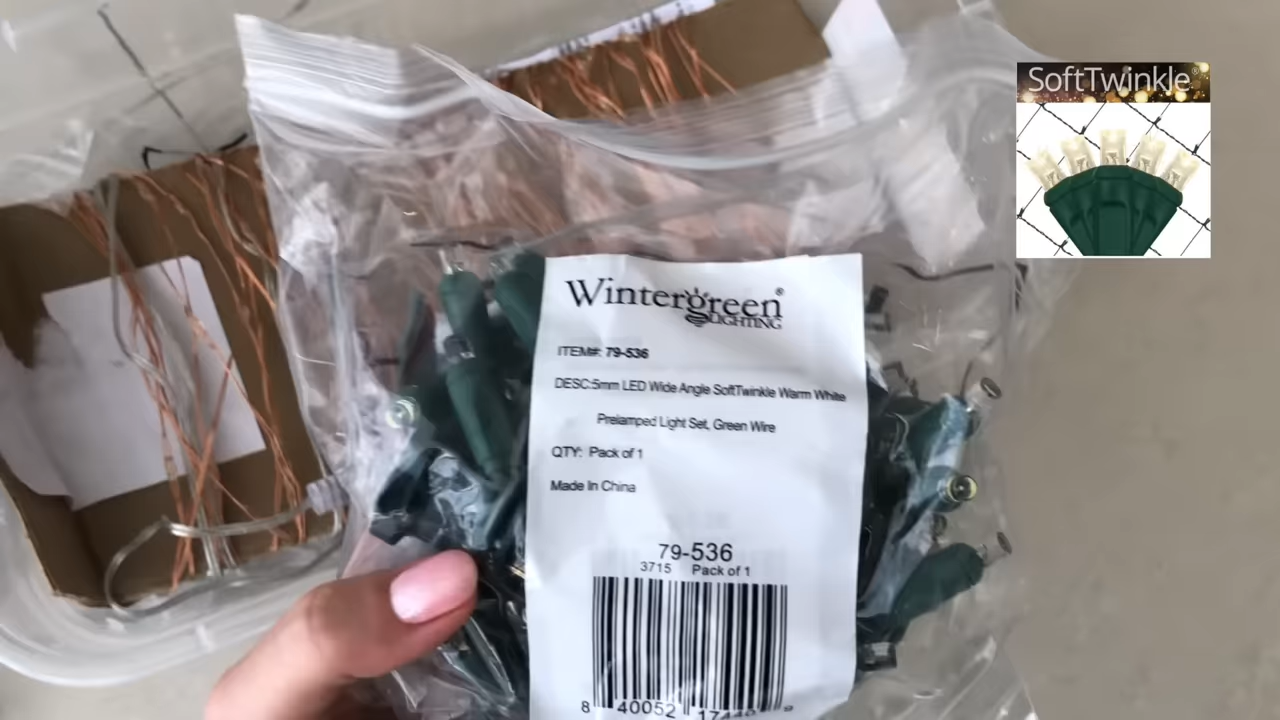 SoftTwinkle®
Wintergreen®
LIGHTING
ITEM#: 79-536
DESC:5mm LED Wide Angle SoftTwinkle Warm White
Prelamped Light Set, Green Wire
QTY: Pack of 1
Made In China
79-536
3715 Pack of 1
8 40052